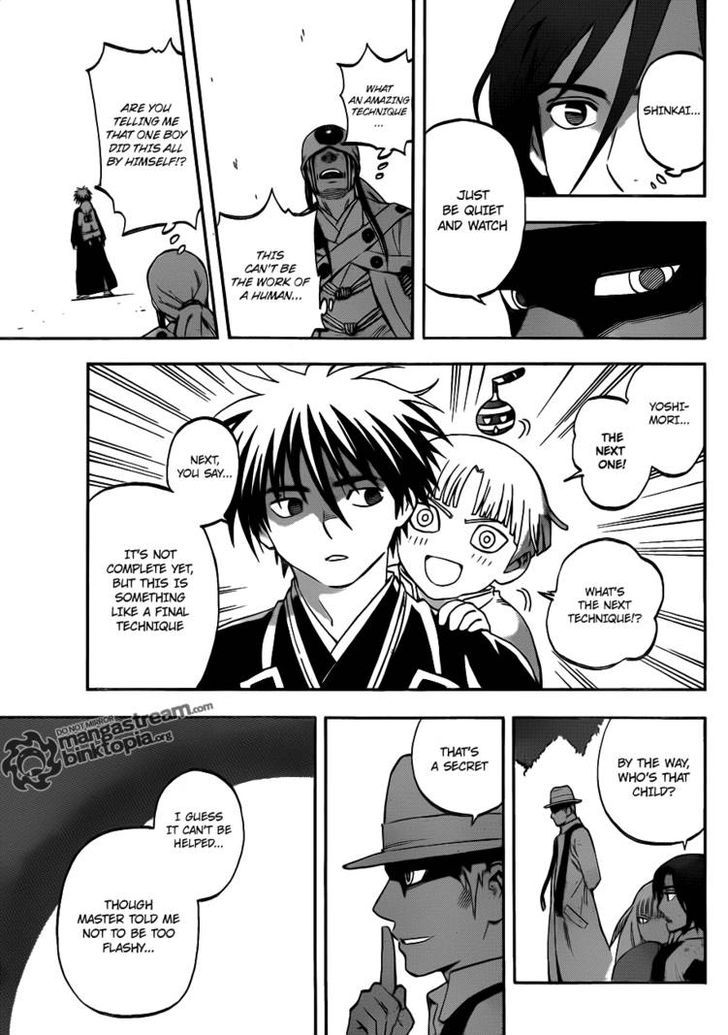 SHINKAI...
JUST
BE QUIET
AND WATCH
WHAT
AN AMAZING
TECHNIQUE
...
THIS
CAN'T BE
THE WORK OF
A HUMAN...
ARE YOU
TELLING ME
THAT ONE BOY
DID THIS ALL
BY HIMSELF!?
YOSHI-
MORI...
THE
NEXT
ONE!
WHAT'S
THE NEXT
TECHNIQUE!?
NEXT,
YOU SAY...
IT'S NOT
COMPLETE YET,
BUT THIS IS
SOMETHING
LIKE A FINAL
TECHNIQUE
BY THE WAY,
WHO'S THAT
CHILD?
THAT'S
A SECRET
I GUESS
IT CAN'T BE
HELPED...
THOUGH
MASTER TOLD ME
NOT TO BE TOO
FLASHY...
DO NOT MIRROR
mangastream.com
binktopia.org